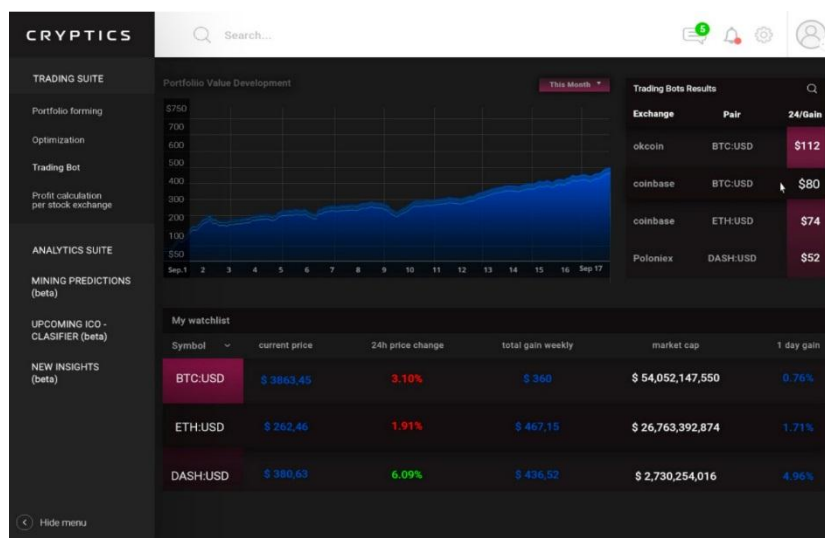 CRYPTICS
Search...
5
TRADING SUITE
Portfolio forming
Optimization
Trading Bot
Profit calculation
per stock exchange
ANALYTICS SUITE
MINING PREDICTIONS
(beta)
UPCOMING ICO -
CLASIFIER (beta)
NEW INSIGHTS
(beta)
Hide menu
Portfolio Value Development
This Month
$750
700
600
500
400
300
200
100
$50
Sep.1 2 3 4 5 6 7 8 9 10 11 12 13 14 15 16 Sep 17
Trading Bots Results
Exchange Pair 24/Gain
okcoin BTC:USD $112
coinbase BTC:USD $80
coinbase ETH:USD $74
Poloniex DASH:USD $52
My watchlist
Symbol current price 24h price change total gain weekly market cap 1 day gain
BTC:USD $ 3863,45 3.10% $ 360 $ 54,052,147,550 0.76%
ETH:USD $ 262,46 1.91% $ 467,15 $ 26,763,392,874 1.71%
DASH:USD $ 380,63 6.09% $ 436,52 $ 2,730,254,016 4.96%